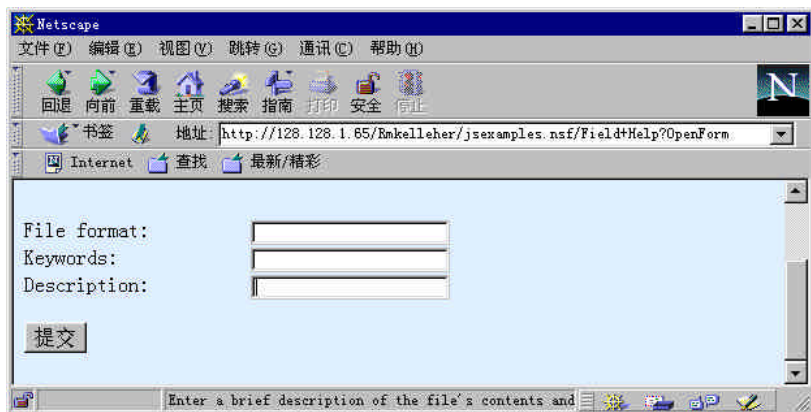 Netscape
文件(F) 编辑(E) 视图(V) 跳转(G) 通讯(C) 帮助(H)
回退 向前 重载 主页 搜索 指南 打印 安全 停止
N
书签 地址: http://128.128.1.65/Rmkelleher/jsexamples.nsf/Field+Help?OpenForm
Internet 查找 最新/精彩
File format:
Keywords:
Description:
提交
Enter a brief description of the file's contents and